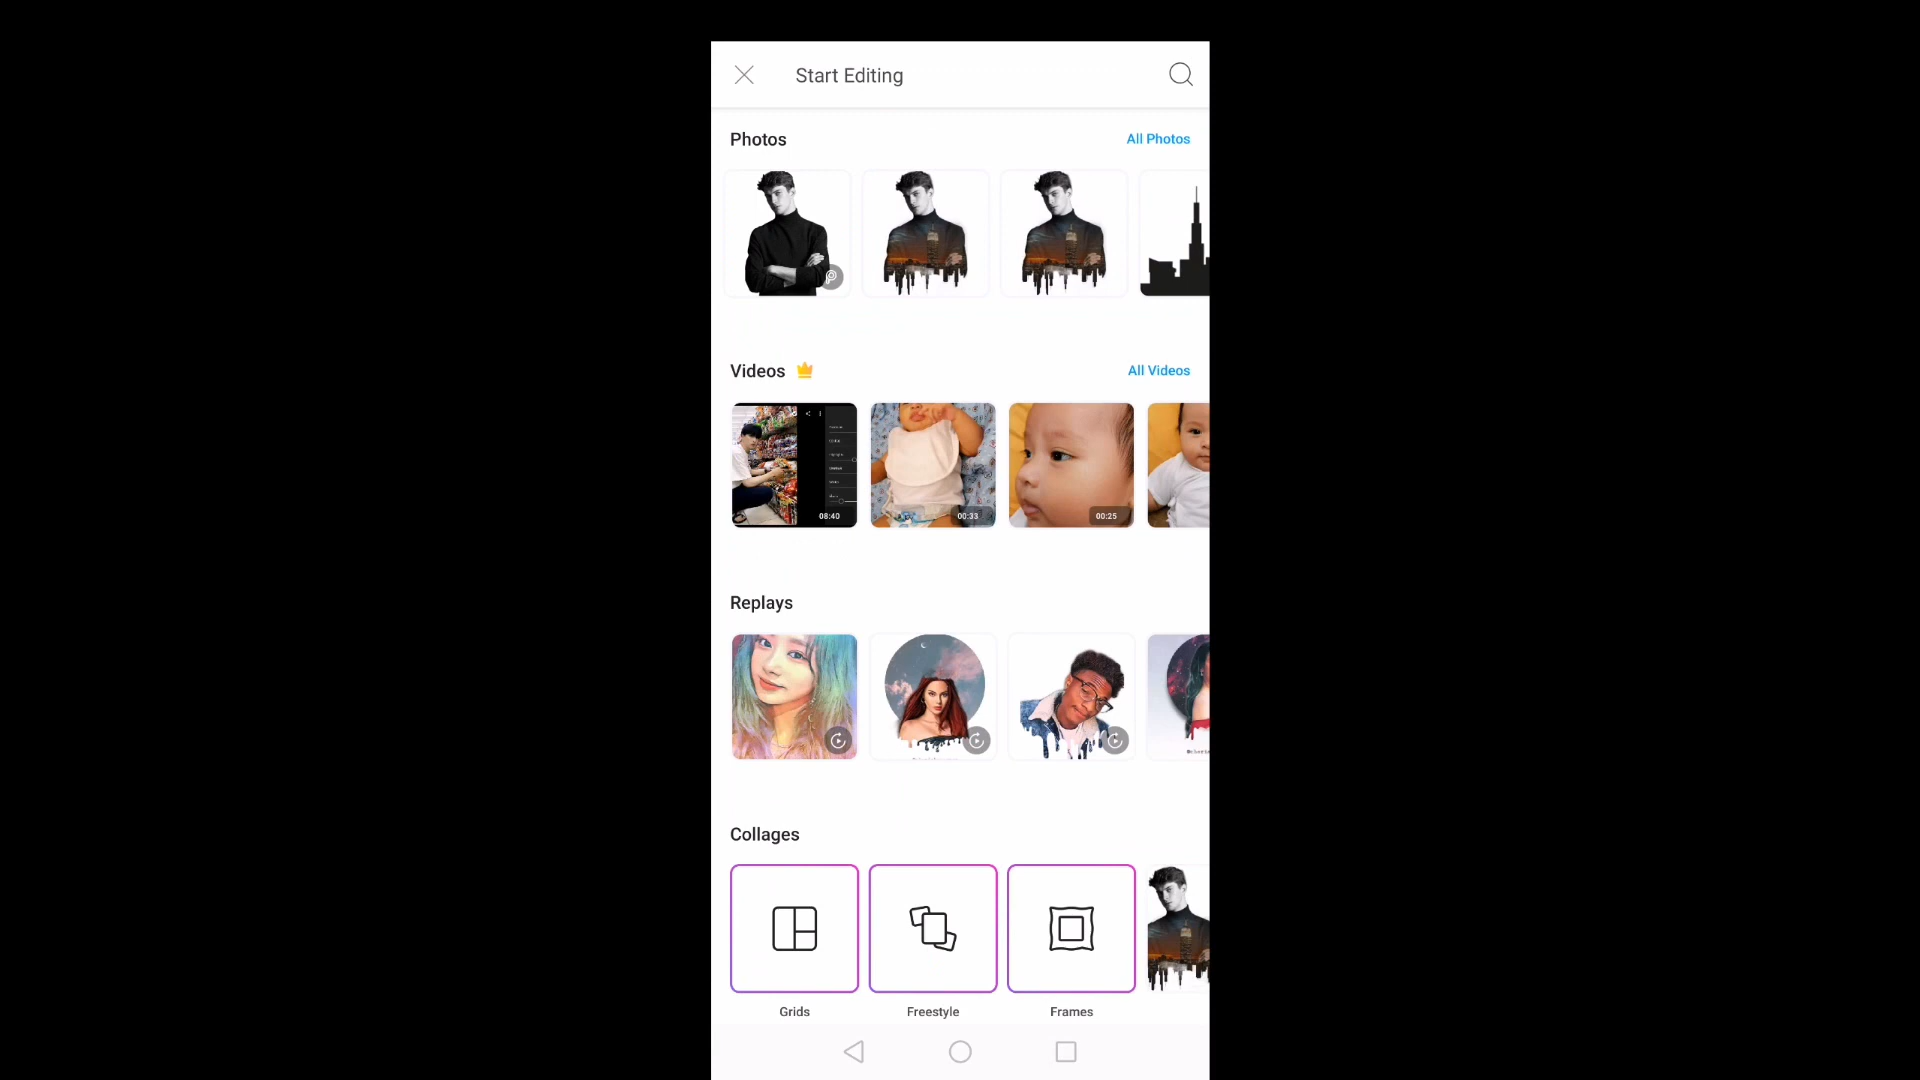 Start Editing
Photos
All Photos
Videos
All Videos
08:40
00:33
00:25
Replays
Collages
Grids
Freestyle
Frames